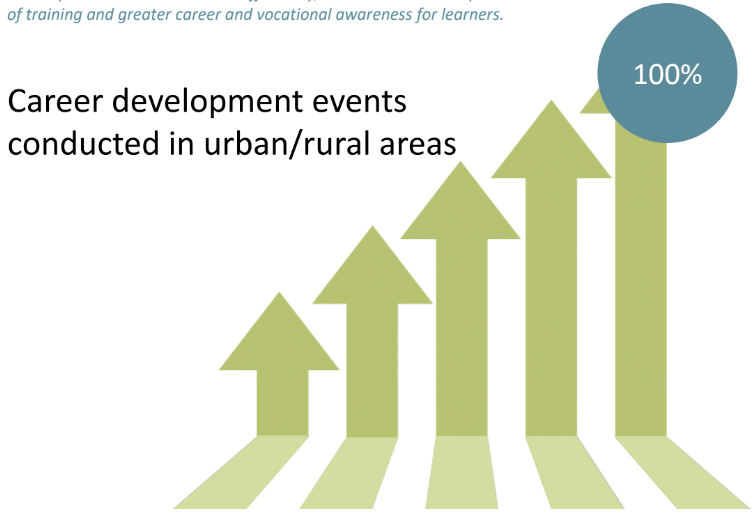 of training and greater career and vocational awareness for learners.
Career development events
conducted in urban/rural areas
100%